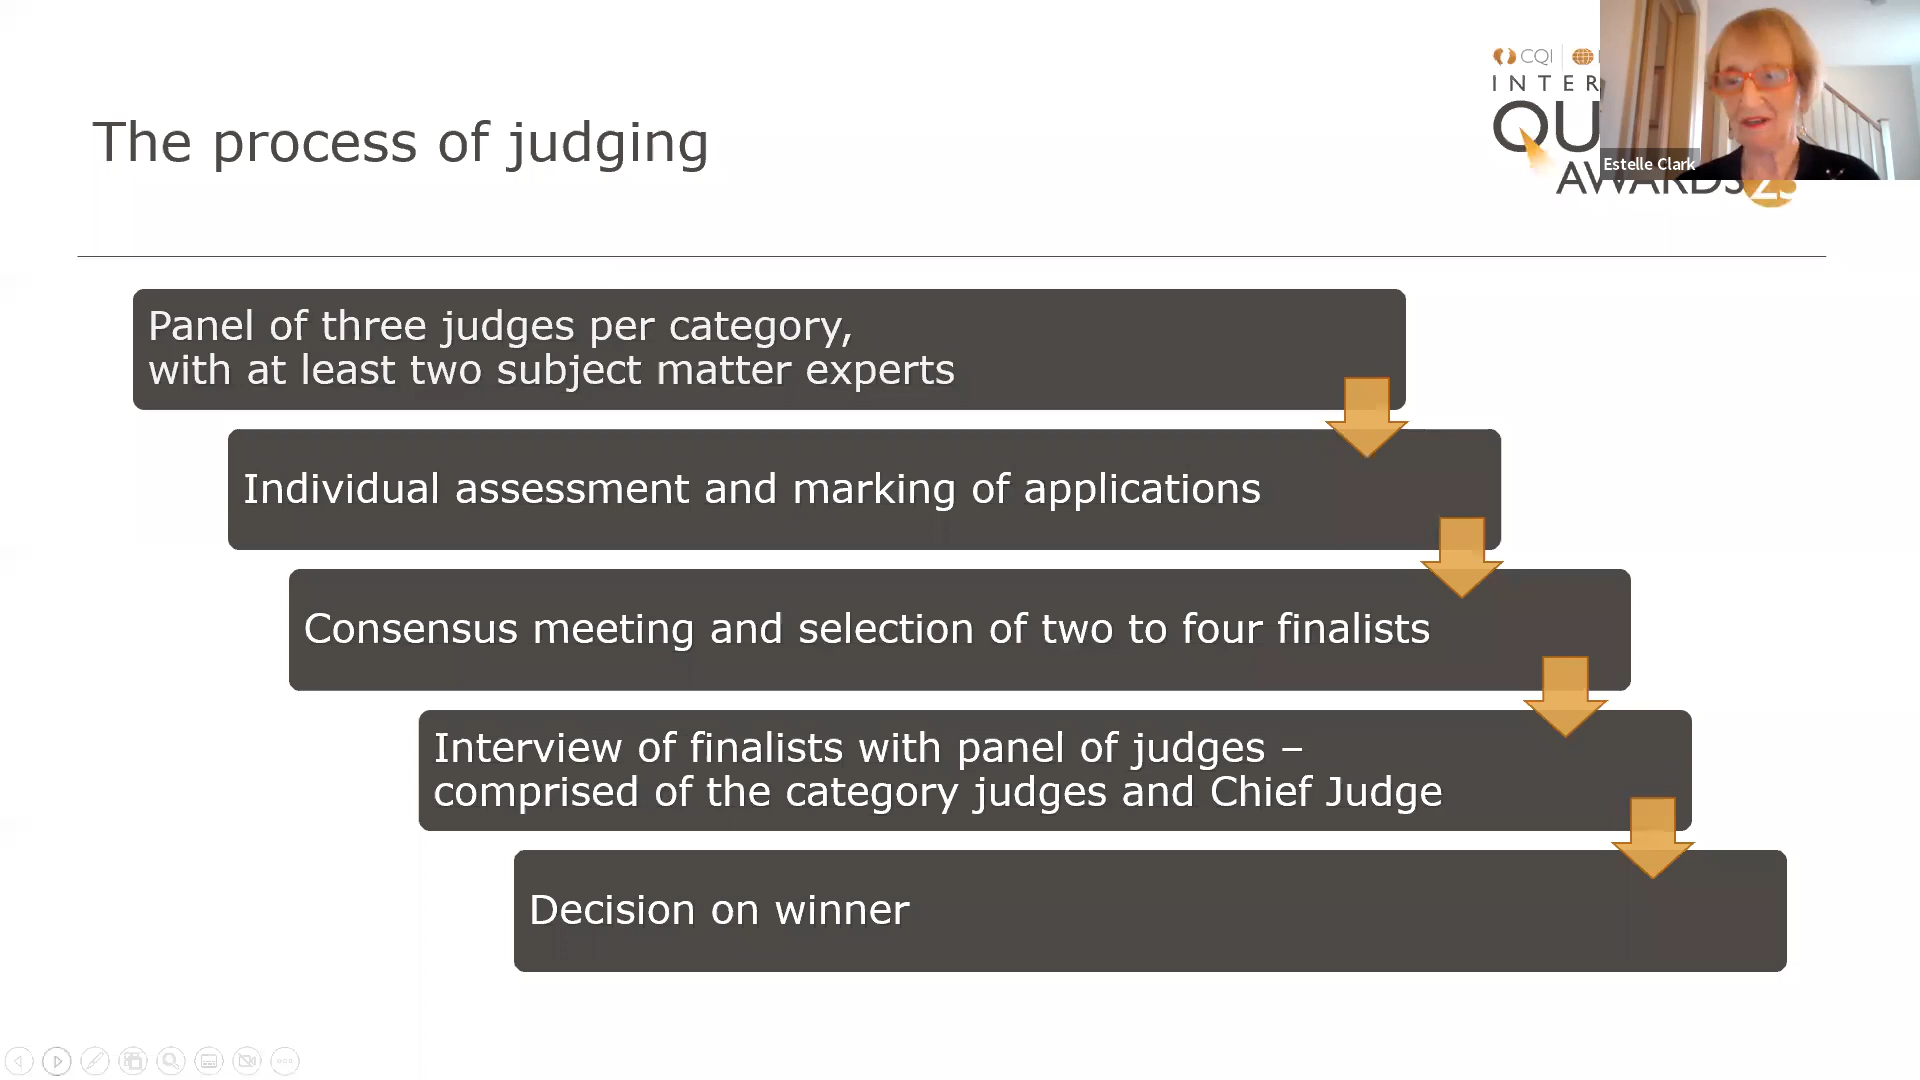 The process of judging
CQI
INTER
QU
AWARDS 23
Estelle Clark
Panel of three judges per category,
with at least two subject matter experts
Individual assessment and marking of applications
Consensus meeting and selection of two to four finalists
Interview of finalists with panel of judges –
comprised of the category judges and Chief Judge
Decision on winner